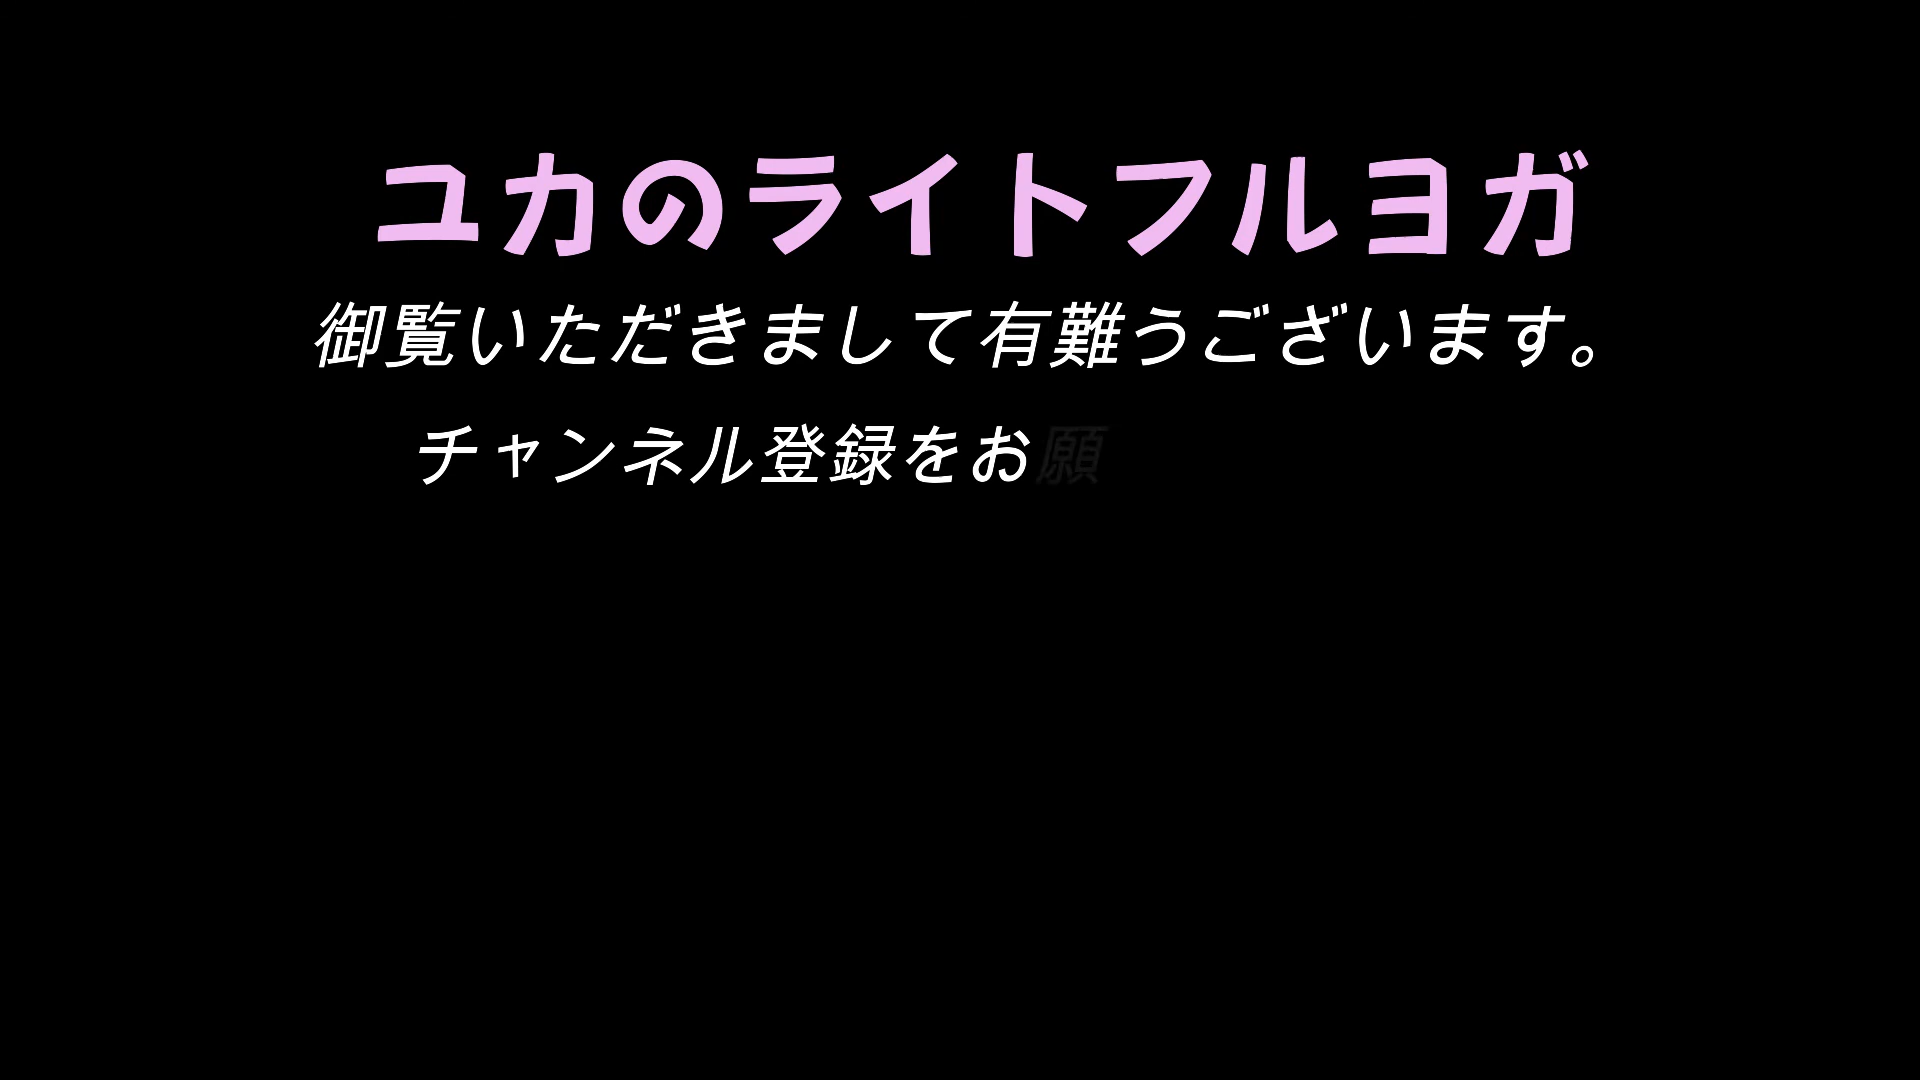 ユカのライトフルヨガ
御覧いただきまして有難うございます。
チャンネル登録をお願